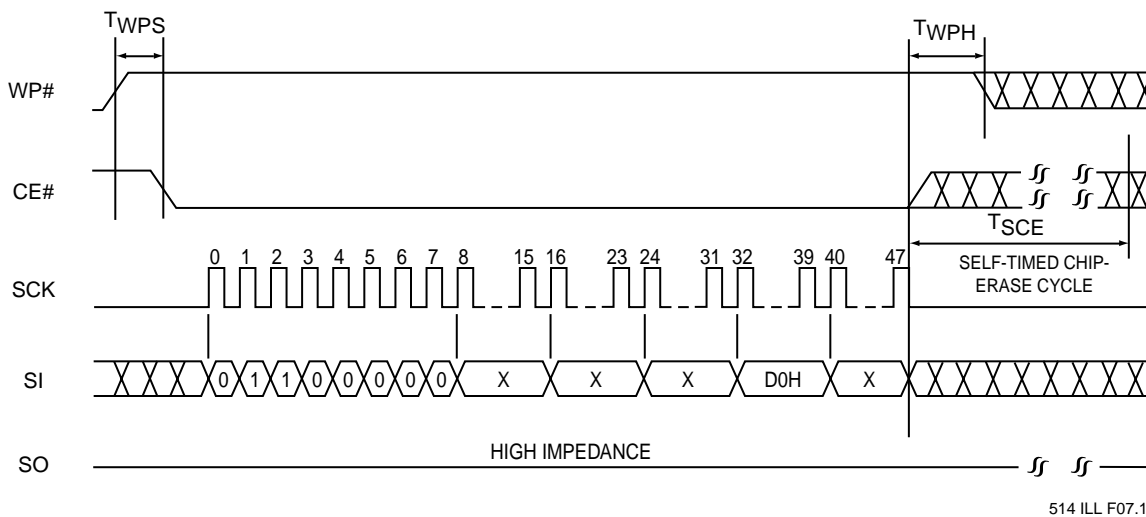 TWPS
TWPH
WP#
CE#
TSCE
0 1 2 3 4 5 6 7 8 15 16 23 24 31 32 39 40 47
SELF-TIMED CHIP-
ERASE CYCLE
SCK
SI
0 1 1 0 0 0 0 0 X X X D0H X
HIGH IMPEDANCE
SO
514 ILL F07.1